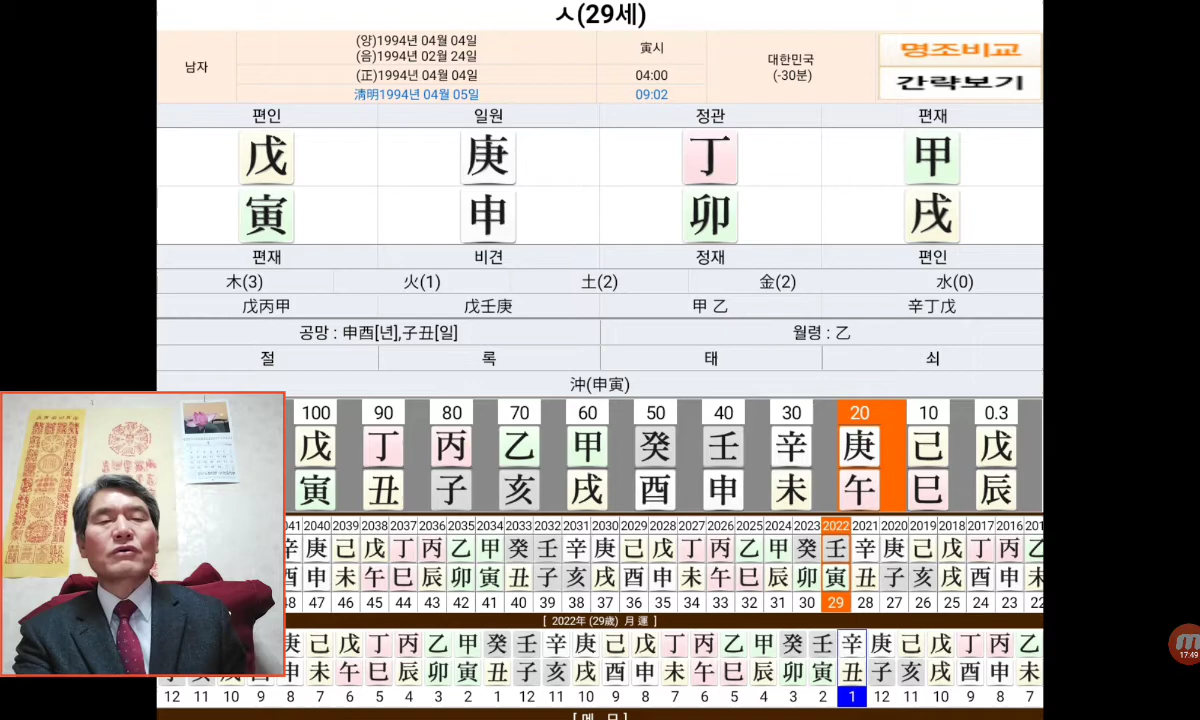 ㅅ(29세)
남자
(양)1994년 04월 04일
(음)1994년 02월 24일
(正)1994년 04월 04일
淸明1994년 04월 05일
寅시
04:00
09:02
대한민국
(-30분)
명조비교
간략보기
편인 일원 정관 편재
戊 庚 丁 甲
寅 申 卯 戌
편재 비견 정재 편인
木(3) 火(1) 土(2) 金(2) 水(0)
戊丙甲 戊壬庚 甲 乙 辛丁戊
공망 : 申酉[년],子丑[일] 월령 : 乙
절 록 태 쇠
沖(申寅)
100 90 80 70 60 50 40 30 20 10 0.3
戊 丁 丙 乙 甲 癸 壬 辛 庚 己 戊
寅 丑 子 亥 戌 酉 申 未 午 巳 辰
041 2040 2039 2038 2037 2036 2035 2034 2033 2032 2031 2030 2029 2028 2027 2026 2025 2024 2023 2022 2021 2020 2019 2018 2017 2016 201
辛 庚 己 戊 丁 丙 乙 甲 癸 壬 辛 庚 己 戊 丁 丙 乙 甲 癸 壬 辛 庚 己 戊 丁 丙 乙
酉 申 未 午 巳 辰 卯 寅 丑 子 亥 戌 酉 申 未 午 巳 辰 卯 寅 丑 子 亥 戌 酉 申 未
48 47 46 45 44 43 42 41 40 39 38 37 36 35 34 33 32 31 30 29 28 27 26 25 24 23 22
[ 2022年 (29歲) 月 運 ]
庚 己 戊 丁 丙 乙 甲 癸 壬 辛 庚 己 戊 丁 丙 乙 甲 癸 壬 辛 庚 己 戊 丁 丙 乙
申 未 午 巳 辰 卯 寅 丑 子 亥 戌 酉 申 未 午 巳 辰 卯 寅 丑 子 亥 戌 酉 申 未
12 11 10 9 8 7 6 5 4 3 2 1 12 11 10 9 8 7 6 5 4 3 2 1 12 11 10 9 8 7
[ 메 모 ]
17:49